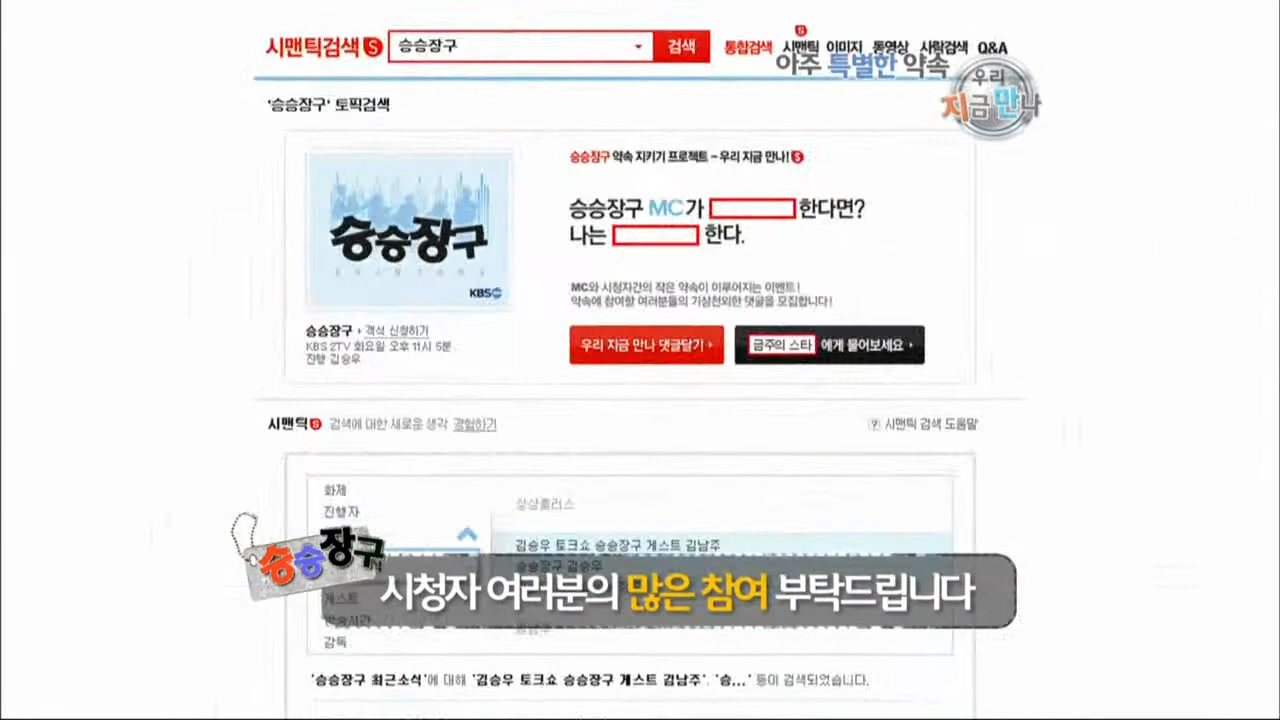 시맨틱검색 S 승승장구 검색 통합검색 시맨틱 이미지 동영상 사람검색 Q&A
아주 특별한 약속
우리
지금 만나
'승승장구' 토픽검색
승승장구 약속 지키기 프로젝트 - 우리 지금 만나! S
승승장구 MC가 한다면?
나는 한다.
승승장구
KBS
MC와 시청자간의 작은 약속이 이루어지는 이벤트!
약속에 참여할 여러분들의 기상천외한 댓글을 모집합니다!
승승장구 객석 신청하기
KBS 2TV 화요일 오후 11시 5분
진행 김승우
우리 지금 만나 댓글달기
금주의 스타 에게 물어보세요
시맨틱 S 검색에 대한 새로운 생각 경험하기
? 시맨틱 검색 도움말
화제
진행자
상상플러스
김승우 토크쇼 승승장구 게스트 김남주
승승장구 김승우
승승장구
시청자 여러분의 많은 참여 부탁드립니다
게스트
방송시간
감독
'승승장구 최근소식'에 대해 '김승우 토크쇼 승승장구 게스트 김남주', '승...' 등이 검색되었습니다.